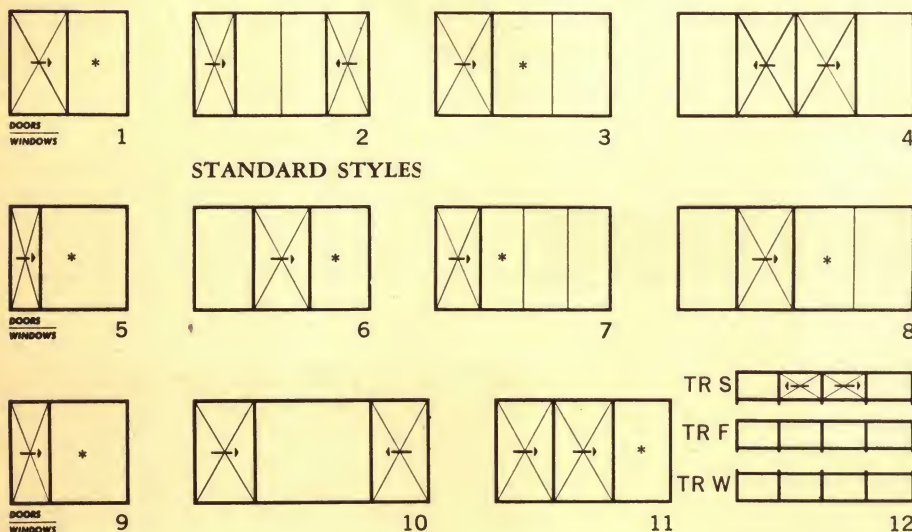 * * 
DOORS
WINDOWS 1 2 3 4
STANDARD STYLES
* * * *
DOORS
WINDOWS 5 6 7 8
TR S
TR F
* *
TR W
DOORS
WINDOWS 9 10 11 12